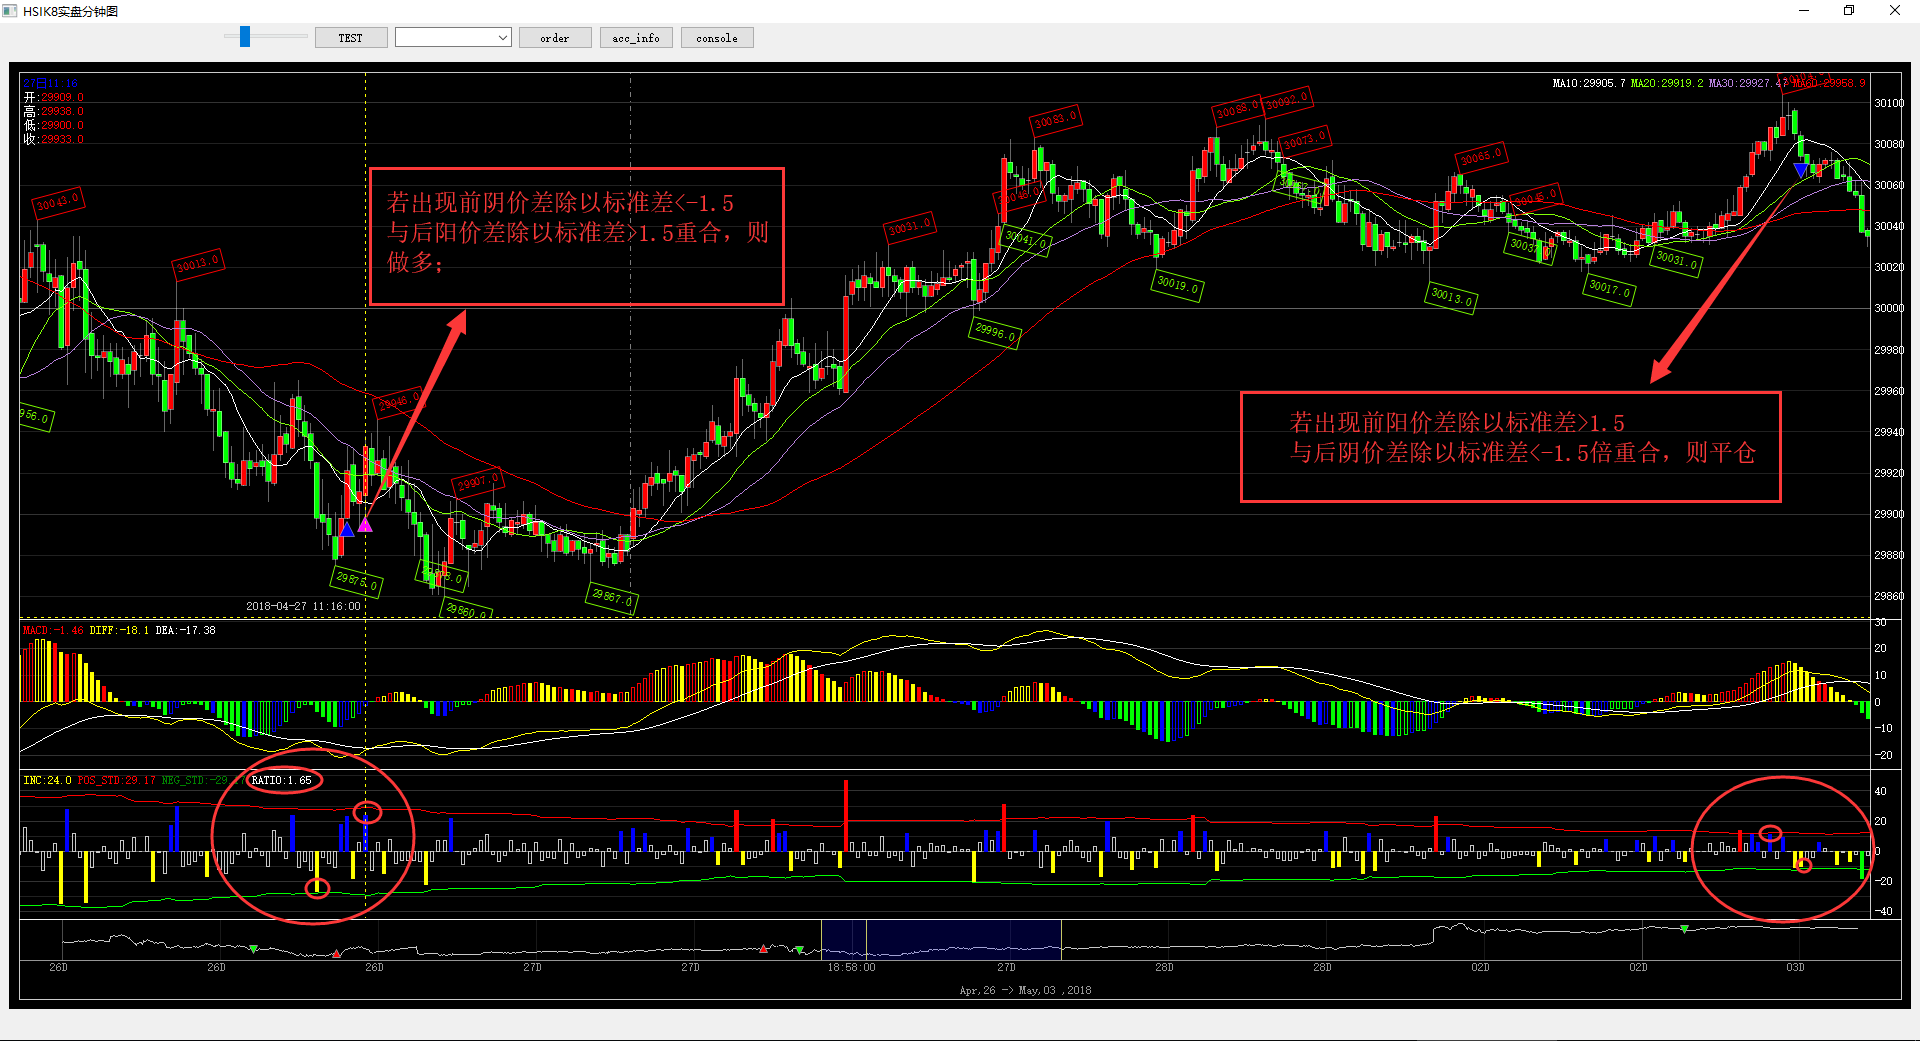 HSIK8实盘分钟图
TEST
order
acc_info
console
27日11:16
开:29909.0
高:29938.0
低:29900.0
收:29933.0
MA10:29905.7 MA20:29919.2 MA30:29927.47
30043.0
30013.0
956.0
29946.0
29907.0
29875.0
29860.0
29867.0
30031.0
29996.0
30083.0
30041.0
30019.0
30088.0
30092.0
30073.0
30065.0
30045.0
30013.0
30017.0
30031.0
若出现前阴价差除以标准差<-1.5
与后阳价差除以标准差>1.5重合，则
做多；
若出现前阳价差除以标准差>1.5
与后阴价差除以标准差<-1.5倍重合，则平仓
30100
30080
30060
30040
30020
30000
29980
29960
29940
29920
29900
29880
29860
2018-04-27 11:16:00
MACD:-1.46 DIFF:-18.1 DEA:-17.38
30
20
10
0
-10
-20
INC:24.0 POS_STD:29.17 NEG_STD:-29. RATIO:1.65
40
20
0
-20
-40
26D
26D
26D
27D
27D
18:58:00
27D
28D
28D
02D
02D
03D
Apr,26 -> May,03 ,2018